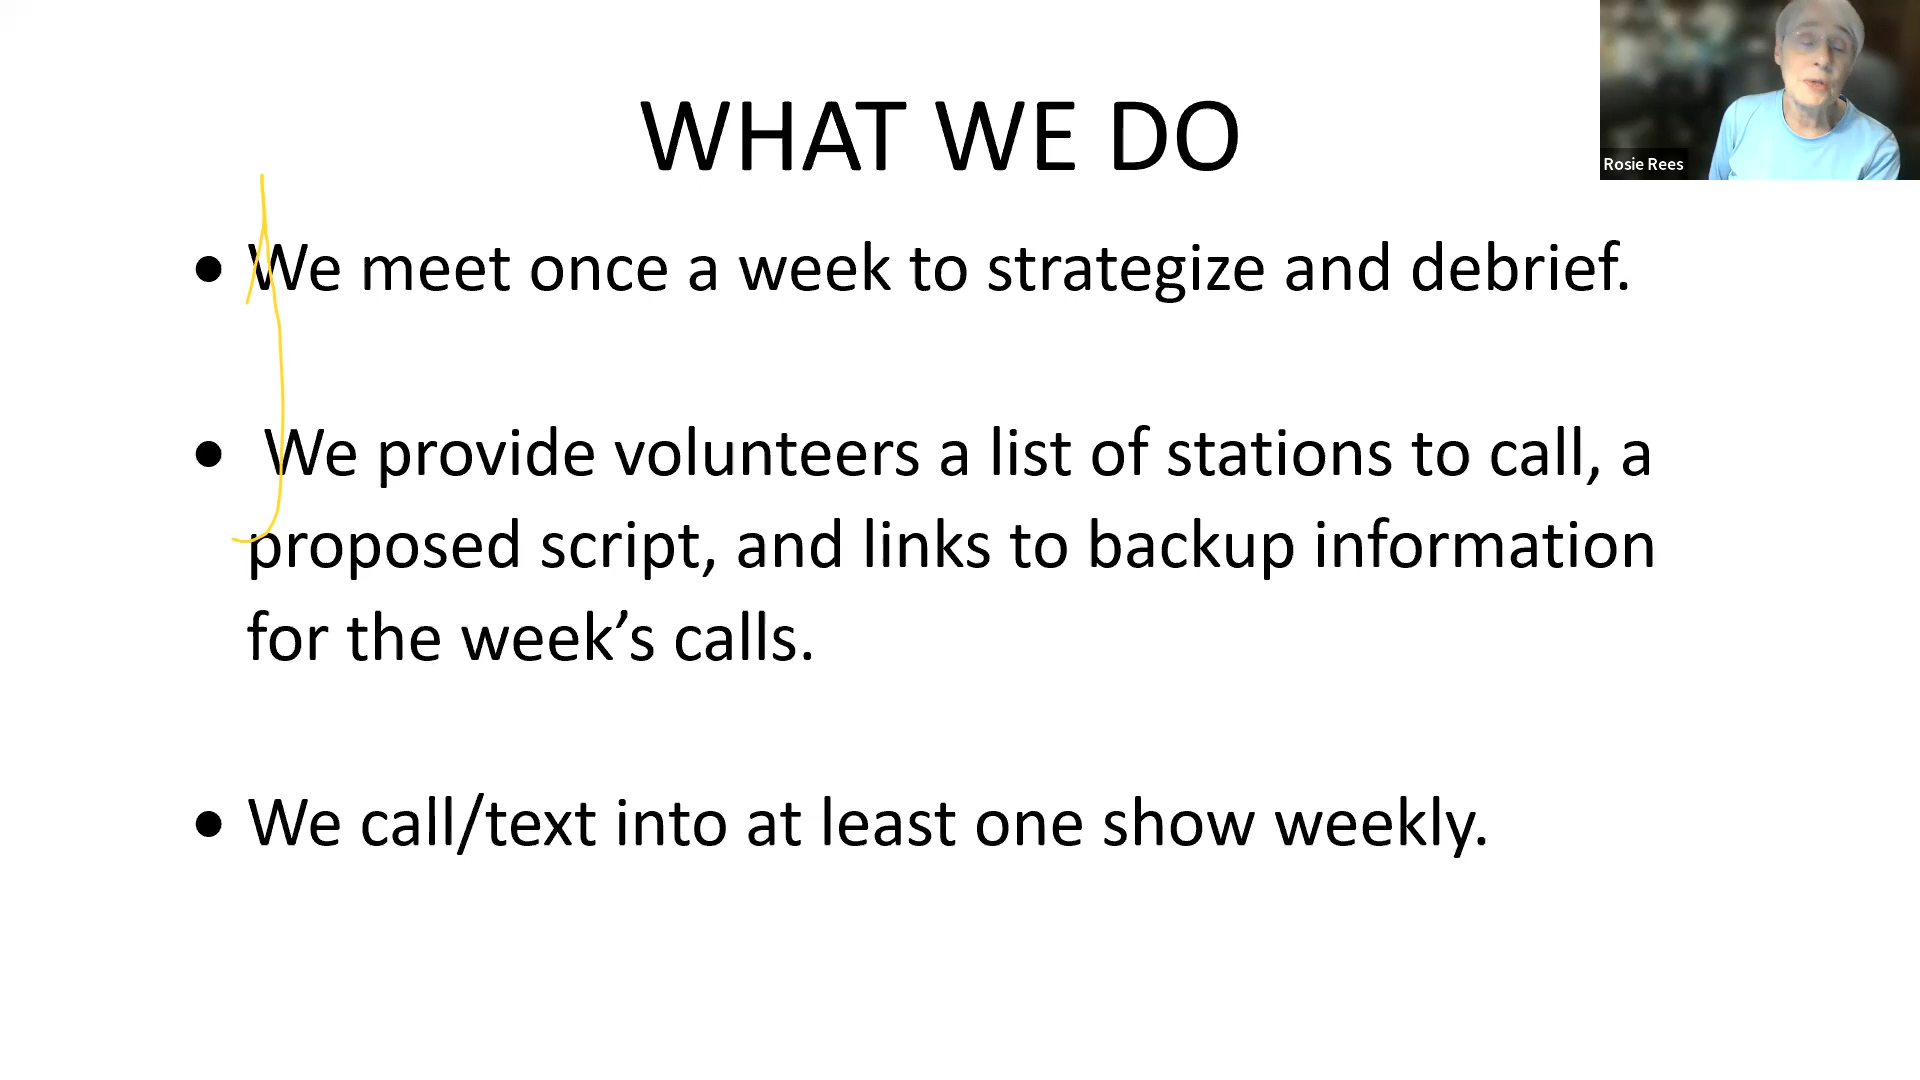 WHAT WE DO
Rosie Rees
• We meet once a week to strategize and debrief.
• We provide volunteers a list of stations to call, a
proposed script, and links to backup information
for the week’s calls.
• We call/text into at least one show weekly.